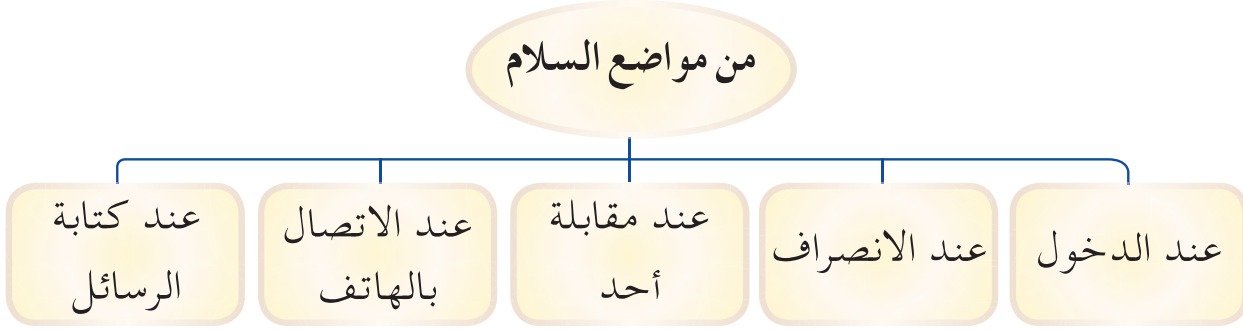 من مواضع السلام
عند الدخول
عند الانصراف
عند مقابلة
أحد
عند الاتصال
بالهاتف
عند كتابة
الرسائل